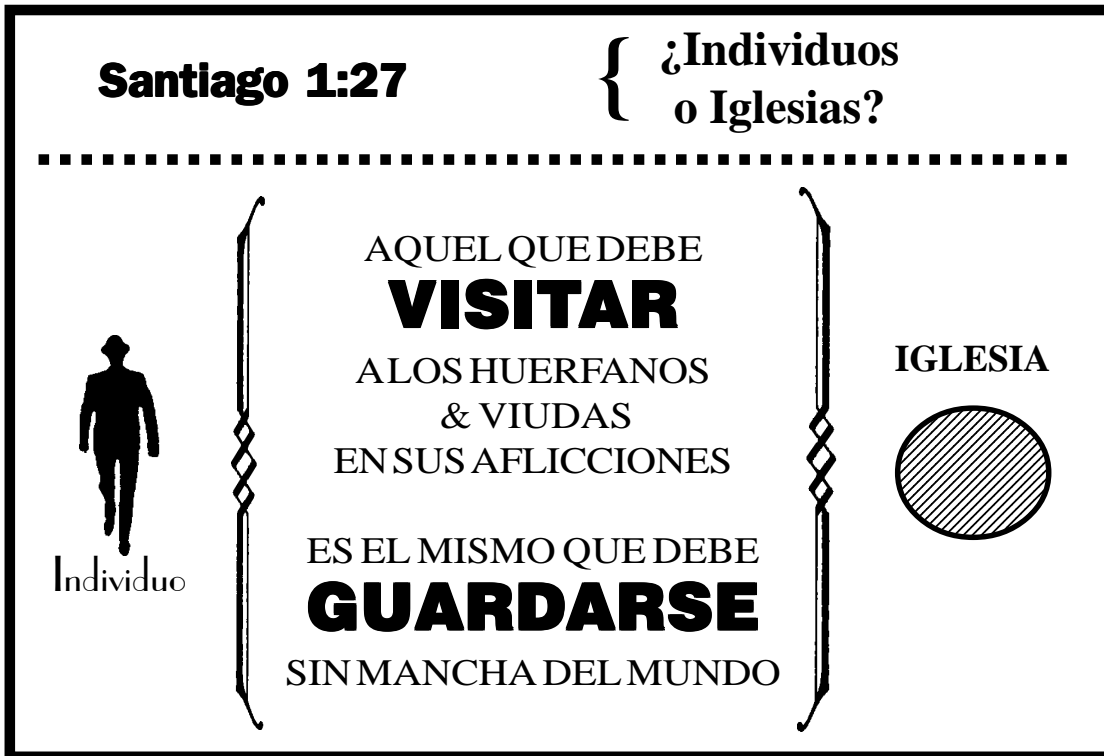 Santiago 1:27
¿Individuos
o Iglesias?
AQUEL QUE DEBE
VISITAR
A LOS HUERFANOS
& VIUDAS
EN SUS AFLICCIONES
ES EL MISMO QUE DEBE
GUARDARSE
SIN MANCHA DEL MUNDO
Individuo
IGLESIA